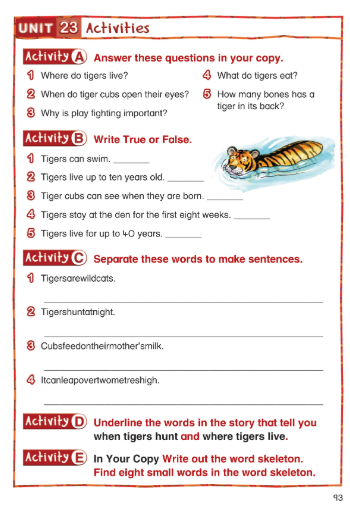 UNIT 23 Activities
Activity A Answer these questions in your copy.
1 Where do tigers live?
2 When do tiger cubs open their eyes?
3 Why is play fighting important?
4 What do tigers eat?
5 How many bones has a
tiger in its back?
Activity B Write True or False.
1 Tigers can swim. ________
2 Tigers live up to ten years old. ________
3 Tiger cubs can see when they are born. ________
4 Tigers stay at the den for the first eight weeks. ________
5 Tigers live for up to 40 years. ________
Activity C Separate these words to make sentences.
1 Tigersarewildcats.
2 Tigershuntatnight.
3 Cubsfeedontheirmother'smilk.
4 Itcanleapovertwometreshigh.
Activity D Underline the words in the story that tell you
when tigers hunt and where tigers live.
Activity E In Your Copy Write out the word skeleton.
Find eight small words in the word skeleton.
93